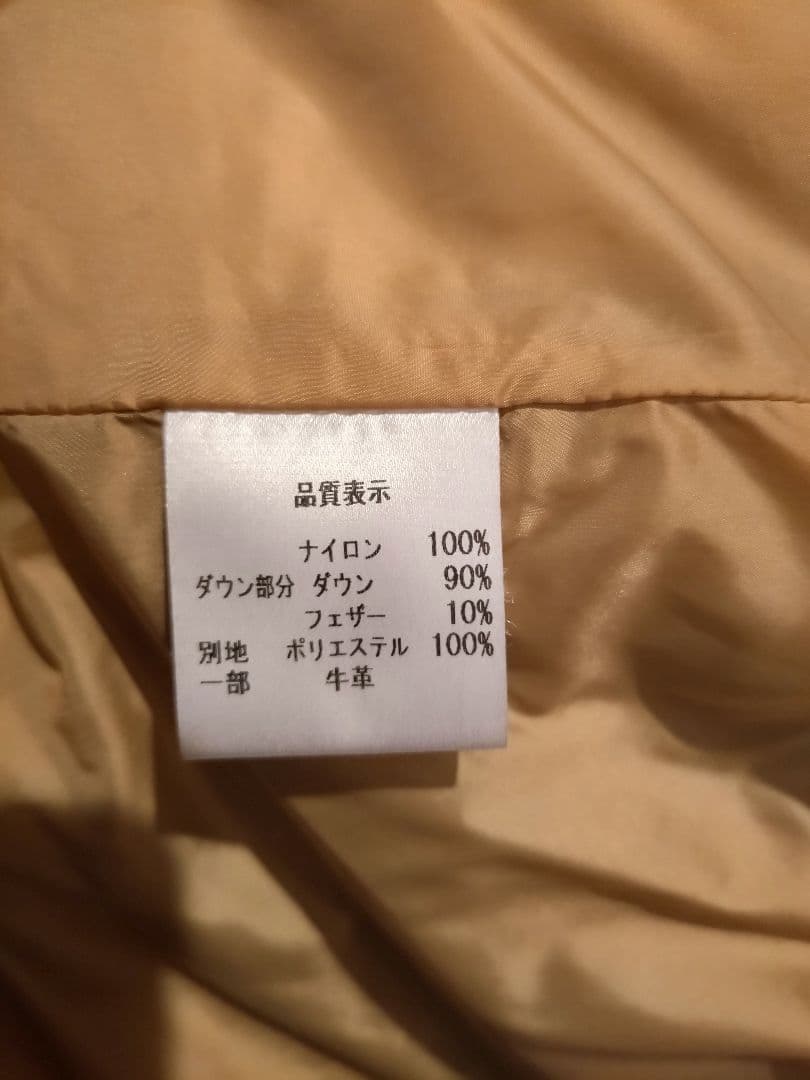 品質表示
ナイロン 100%
ダウン部分 ダウン 90%
フェザー 10%
別地 ポリエステル 100%
一部 牛革